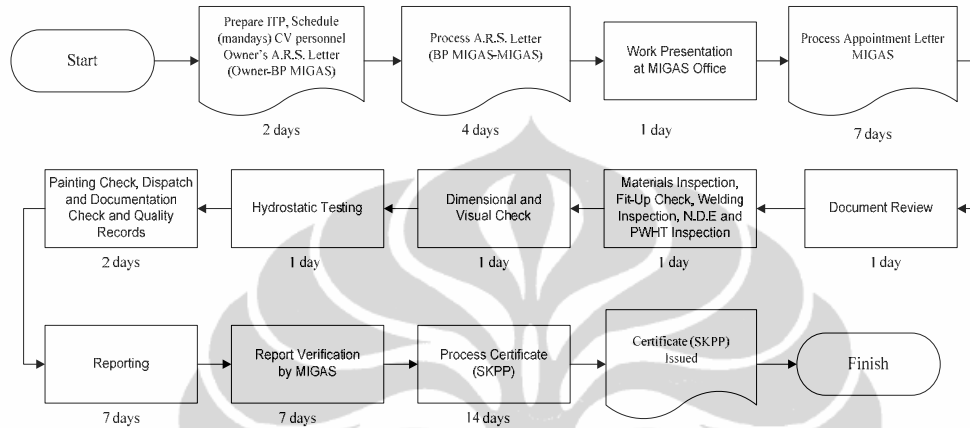 Start
Prepare ITP, Schedule
(mandays) CV personnel
Owner's A.R.S. Letter
(Owner-BP MIGAS)
2 days
Process A.R.S. Letter
(BP MIGAS-MIGAS)
4 days
Work Presentation
at MIGAS Office
1 day
Process Appointment Letter
MIGAS
7 days
Document Review
1 day
Materials Inspection,
Fit-Up Check, Welding
Inspection, N.D.E and
PWHT Inspection
1 day
Dimensional and
Visual Check
1 day
Hydrostatic Testing
1 day
Painting Check, Dispatch
and Documentation
Check and Quality
Records
2 days
Reporting
7 days
Report Verification
by MIGAS
7 days
Process Certificate
(SKPP)
14 days
Certificate (SKPP)
Issued
Finish